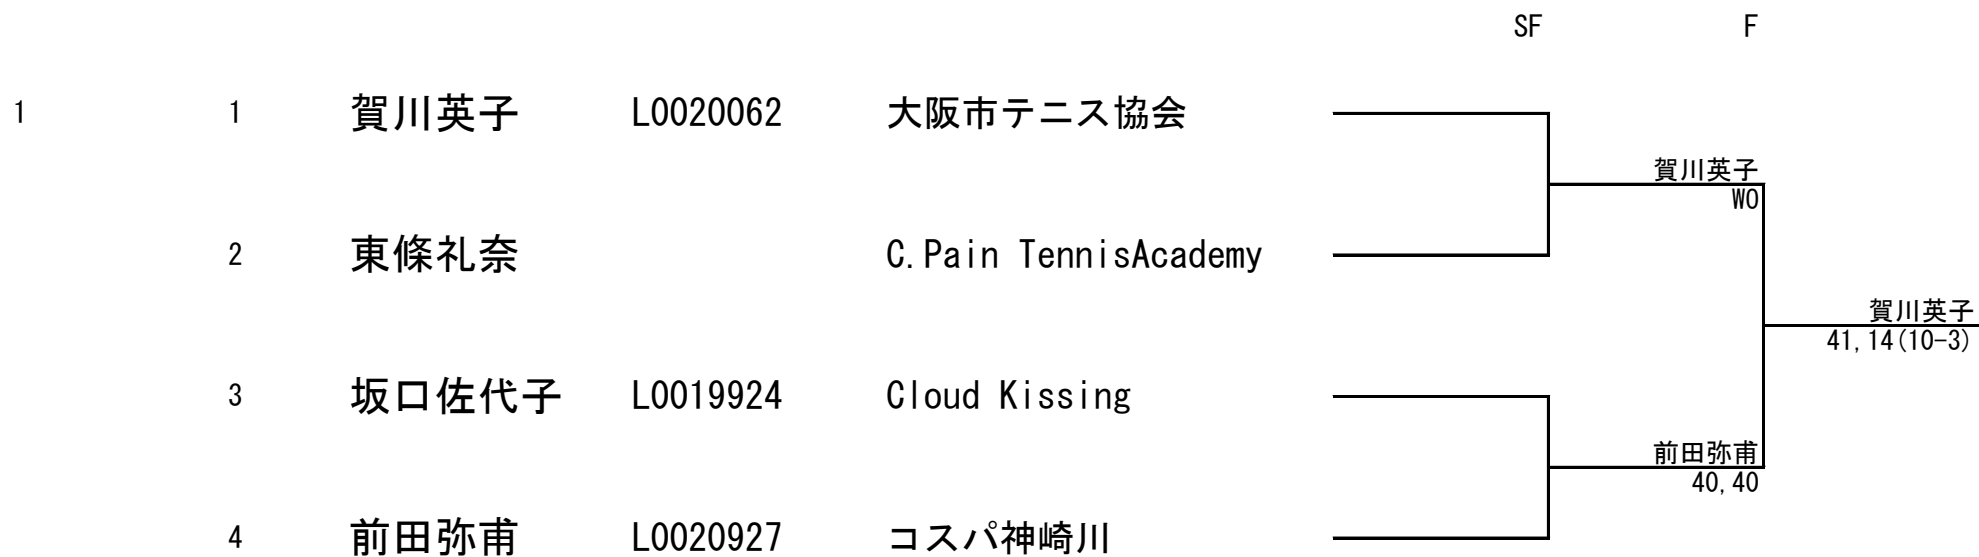 SF F
1 1 賀川英子 L0020062 大阪市テニス協会
賀川英子
WO
2 東條礼奈 C.Pain TennisAcademy
賀川英子
41,14(10-3)
3 坂口佐代子 L0019924 Cloud Kissing
前田弥甫
40,40
4 前田弥甫 L0020927 コスパ神崎川